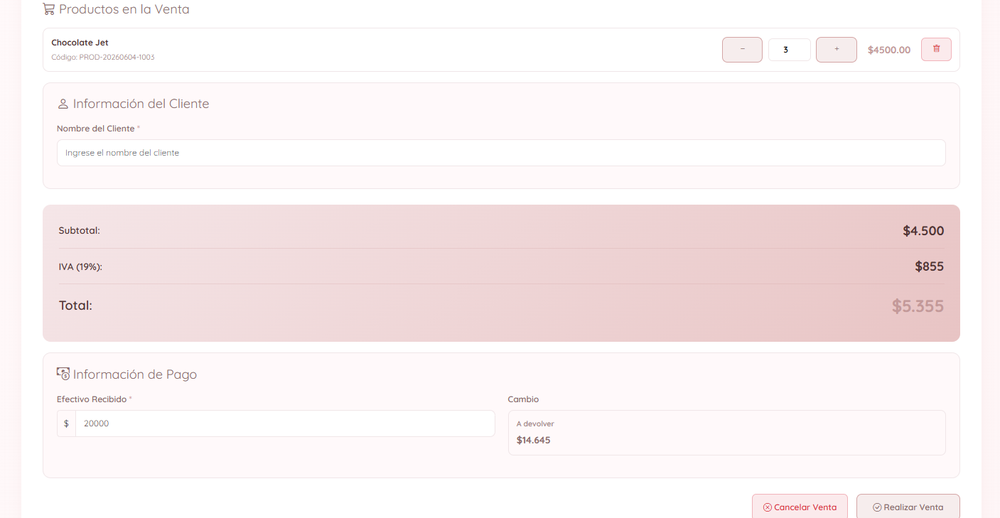 Productos en la Venta
Chocolate Jet
Código: PROD-20260604-1003
− 3 + $4500.00
Información del Cliente
Nombre del Cliente *
Ingrese el nombre del cliente
Subtotal: $4.500
IVA (19%): $855
Total: $5.355
Información de Pago
Efectivo Recibido * Cambio
$ 20000
A devolver
$14.645
Cancelar Venta Realizar Venta